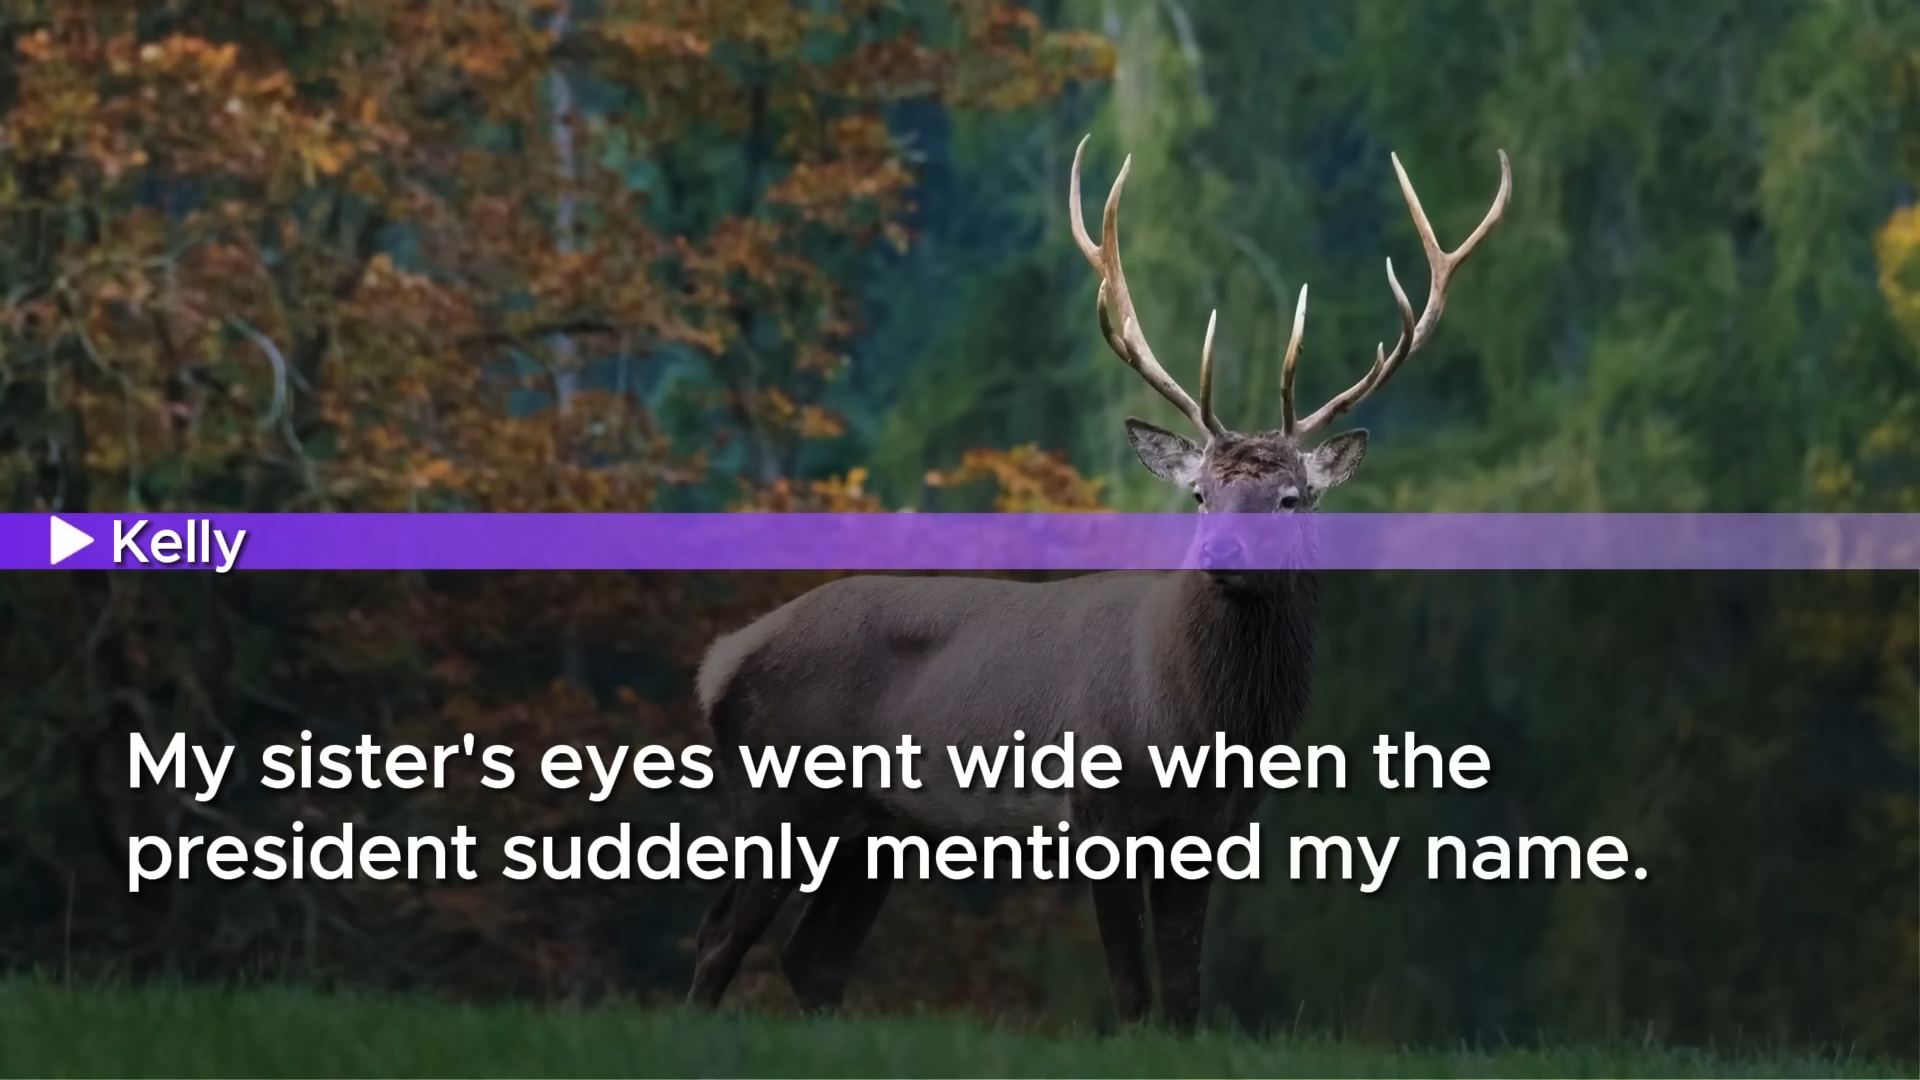 Kelly
My sister's eyes went wide when the
president suddenly mentioned my name.